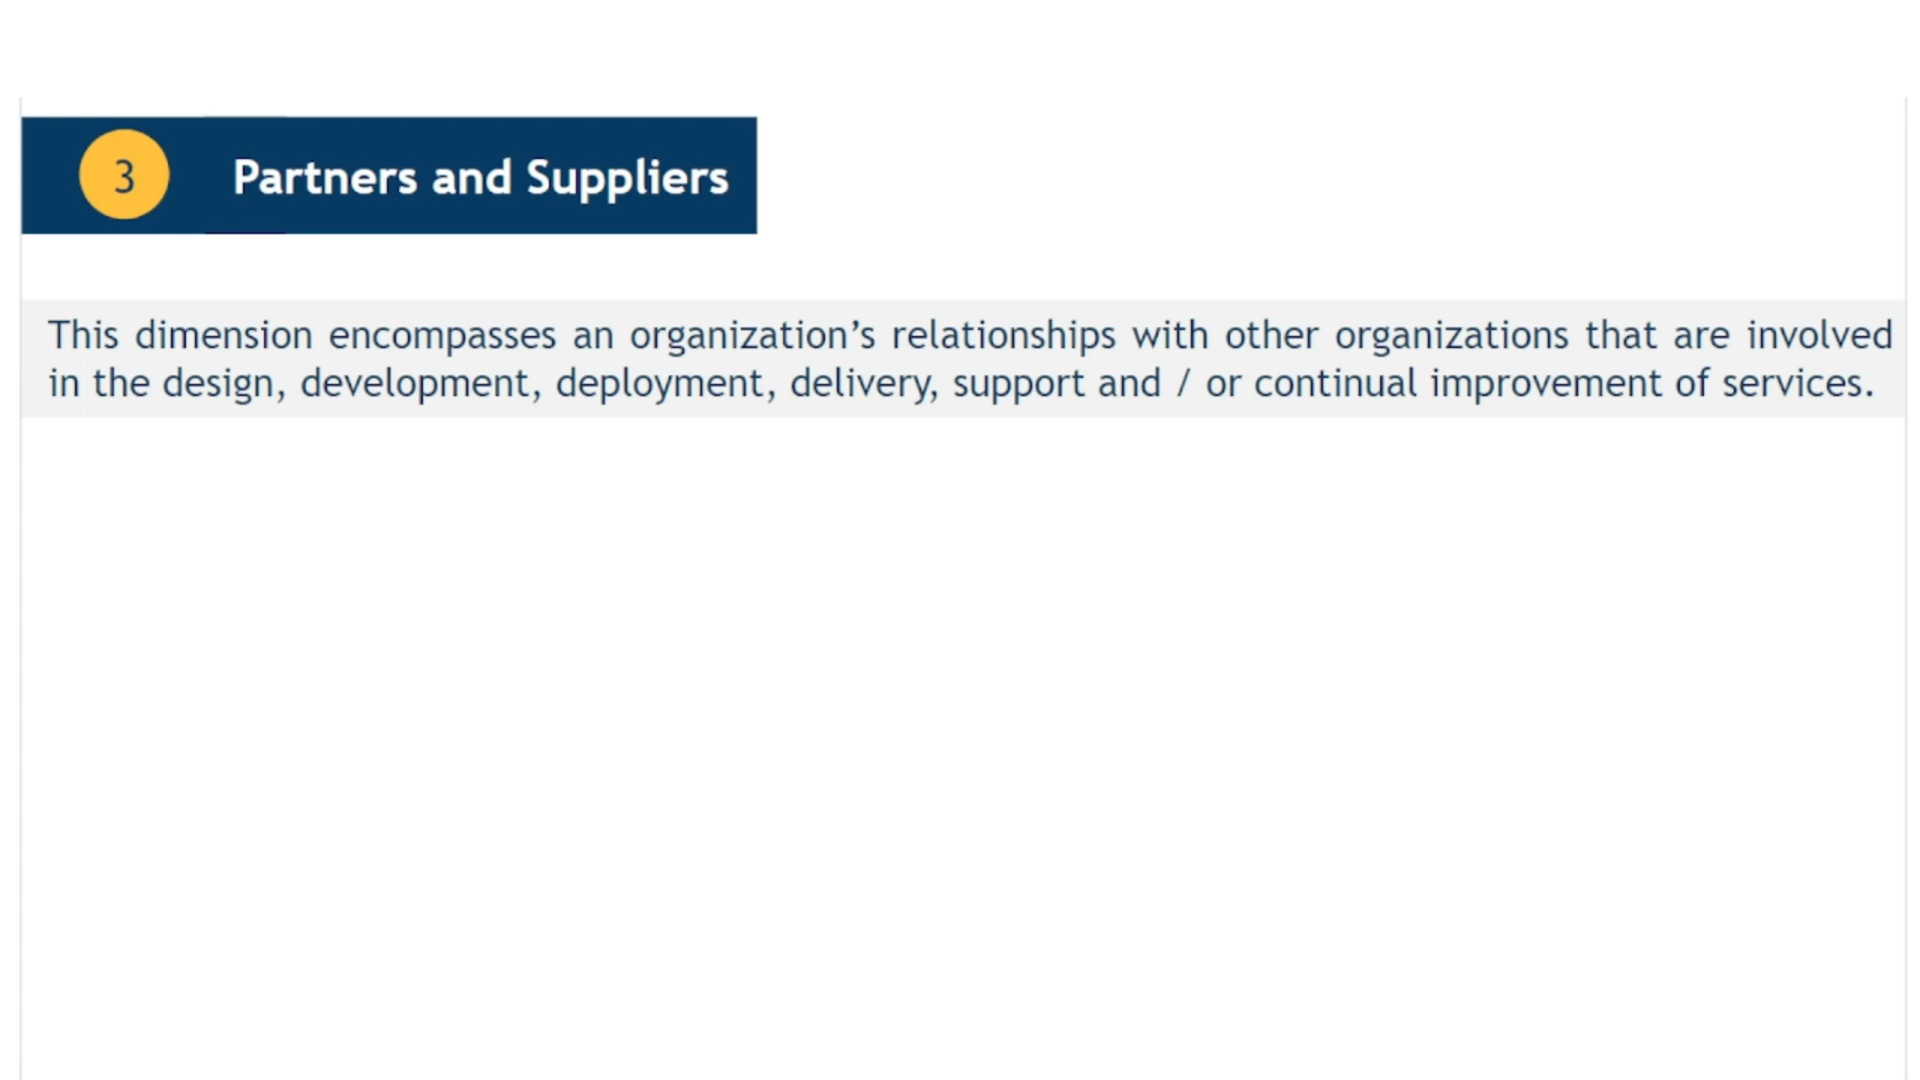 3 Partners and Suppliers
This dimension encompasses an organization’s relationships with other organizations that are involved
in the design, development, deployment, delivery, support and / or continual improvement of services.